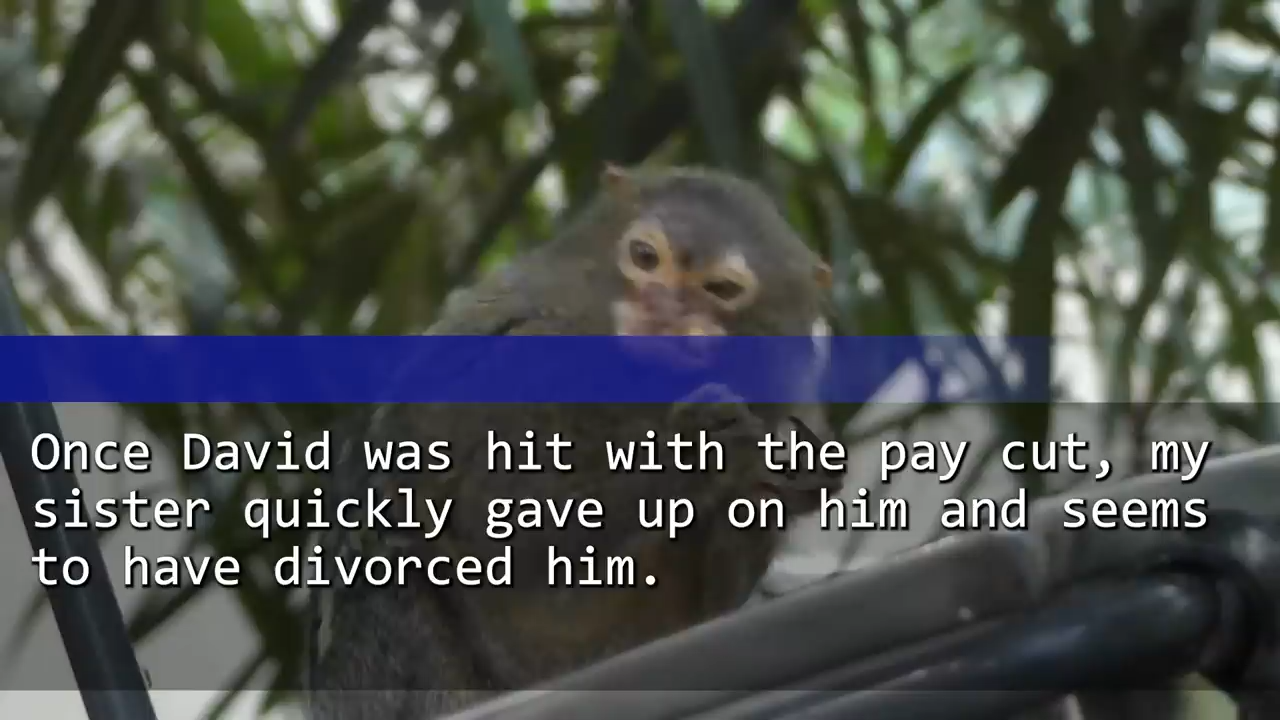 Once David was hit with the pay cut, my
sister quickly gave up on him and seems
to have divorced him.